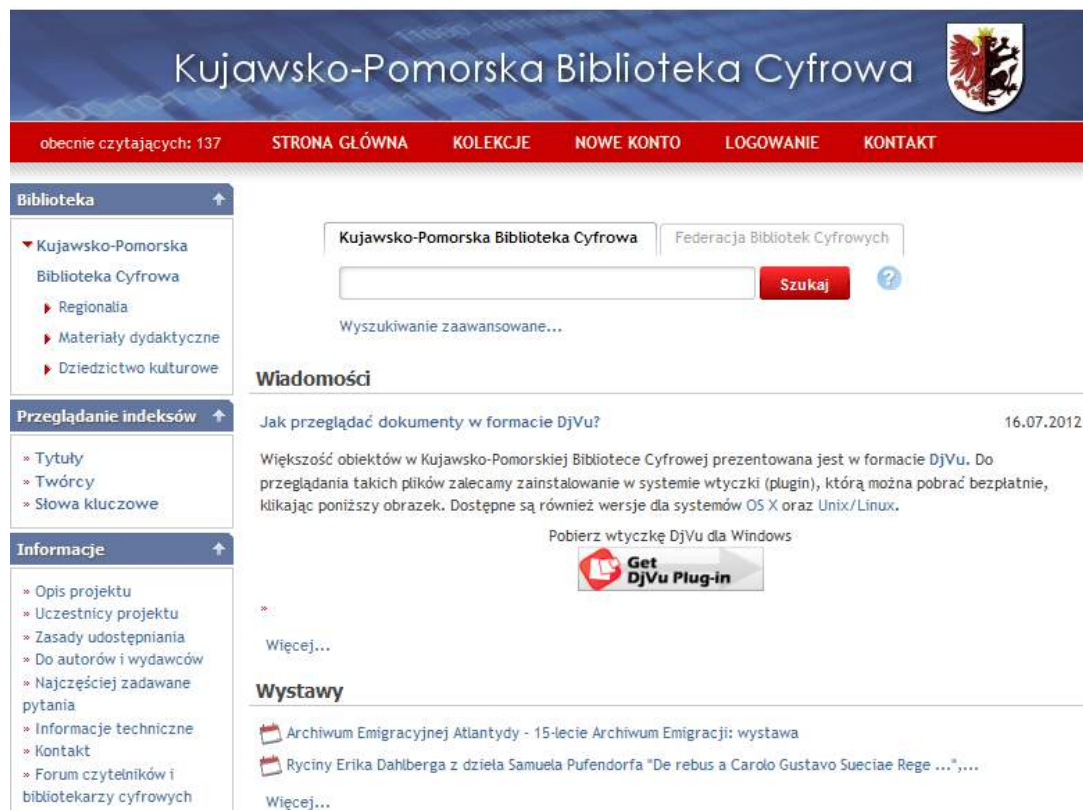 Kujawsko-Pomorska Biblioteka Cyfrowa
obecnie czytających: 137 STRONA GŁÓWNA KOLEKCJE NOWE KONTO LOGOWANIE KONTAKT
Biblioteka
Kujawsko-Pomorska
Biblioteka Cyfrowa
Regionalia
Materiały dydaktyczne
Dziedzictwo kulturowe
Przeglądanie indeksów
» Tytuły
» Twórcy
» Słowa kluczowe
Informacje
» Opis projektu
» Uczestnicy projektu
» Zasady udostępniania
» Do autorów i wydawców
» Najczęściej zadawane
pytania
» Informacje techniczne
» Kontakt
» Forum czytelników i
bibliotekarzy cyfrowych
Kujawsko-Pomorska Biblioteka Cyfrowa Federacja Bibliotek Cyfrowych
Szukaj ?
Wyszukiwanie zaawansowane...
Wiadomości
Jak przeglądać dokumenty w formacie DjVu? 16.07.2012
Większość obiektów w Kujawsko-Pomorskiej Bibliotece Cyfrowej prezentowana jest w formacie DjVu. Do
przeglądania takich plików zalecamy zainstalowanie w systemie wtyczki (plugin), którą można pobrać bezpłatnie,
klikając poniższy obrazek. Dostępne są również wersje dla systemów OS X oraz Unix/Linux.
Pobierz wtyczkę DjVu dla Windows
Get
DjVu Plug-in
»
Więcej...
Wystawy
Archiwum Emigracyjnej Atlantydy - 15-lecie Archiwum Emigracji: wystawa
Ryciny Erika Dahlberga z dzieła Samuela Pufendorfa "De rebus a Carolo Gustavo Sueciae Rege ...",...
Więcej...